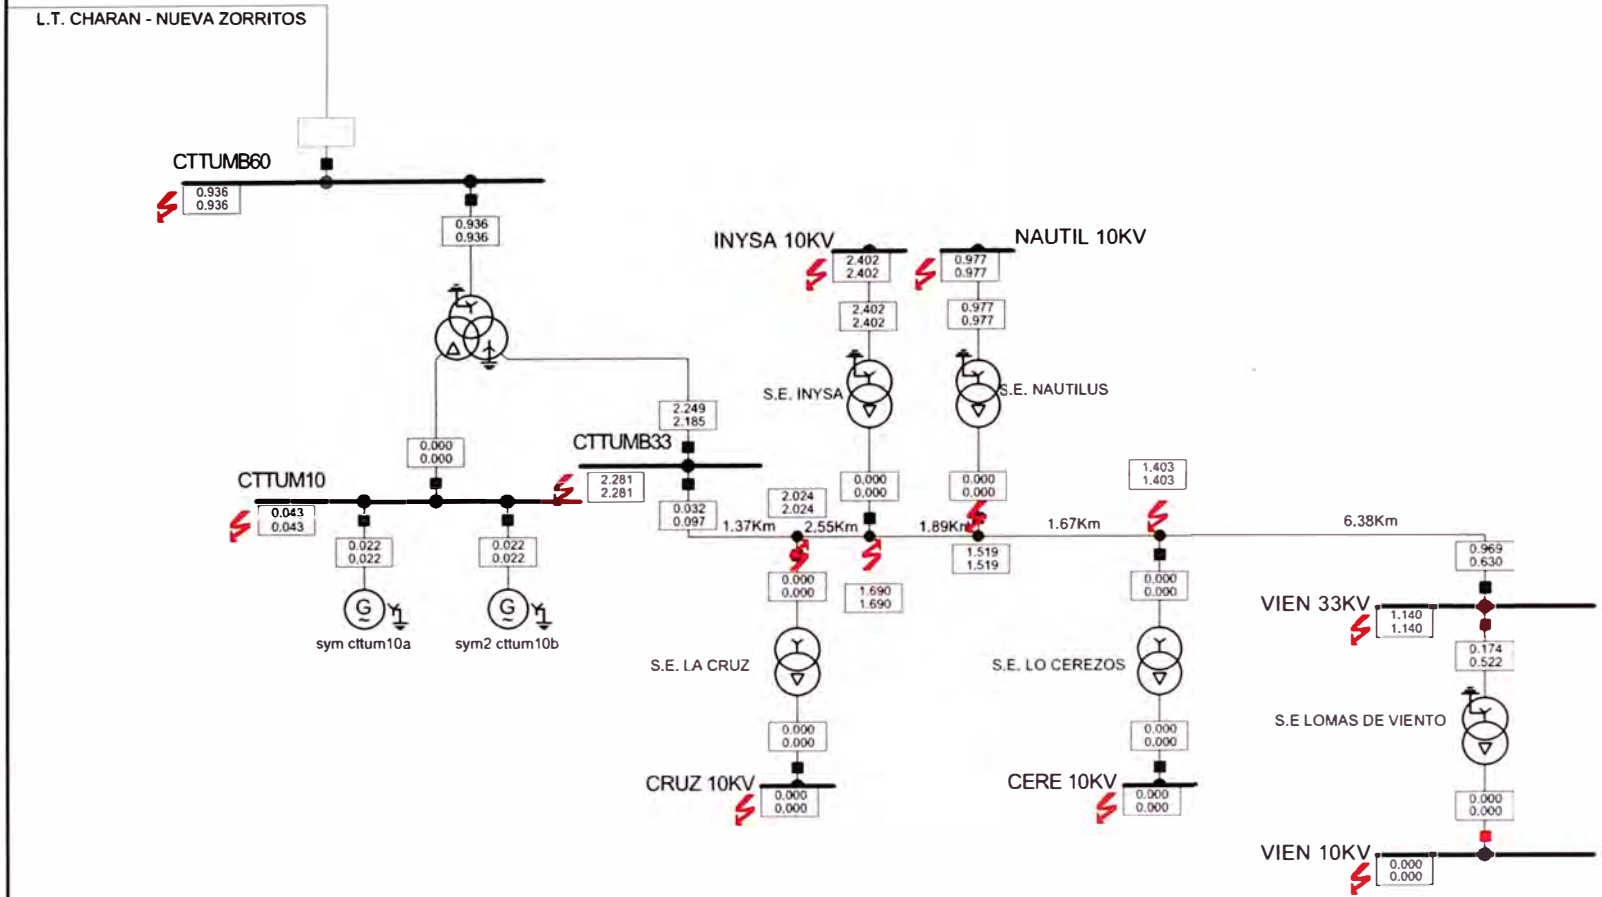 L.T. CHARAN - NUEVA ZORRITOS
CTTUMB60
0.936
0.936
0.936
0.936
INYSA 10KV
2.402
2.402
NAUTIL 10KV
0.977
0.977
2.402
2.402
0.977
0.977
S.E. INYSA
S.E. NAUTILUS
2.249
2.185
CTTUMB33
0.000
0.000
CTTUM10
0.043
0.043
2.281
2.281
0.032
0.097
2.024
2.024
0.000
0.000
0.000
0.000
1.403
1.403
1.37Km
2.55Km
1.89Km
1.67Km
6.38Km
0.022
0.022
0.022
0.022
G
G
sym cttum10a
sym2 cttum10b
0.000
0.000
1.690
1.690
1.519
1.519
0.000
0.000
0.969
0.630
VIEN 33KV
1.140
1.140
0.174
0.522
S.E. LA CRUZ
S.E. LO CEREZOS
S.E LOMAS DE VIENTO
0.000
0.000
0.000
0.000
CRUZ 10KV
0.000
0.000
CERE 10KV
0.000
0.000
0.000
0.000
VIEN 10KV
0.000
0.000